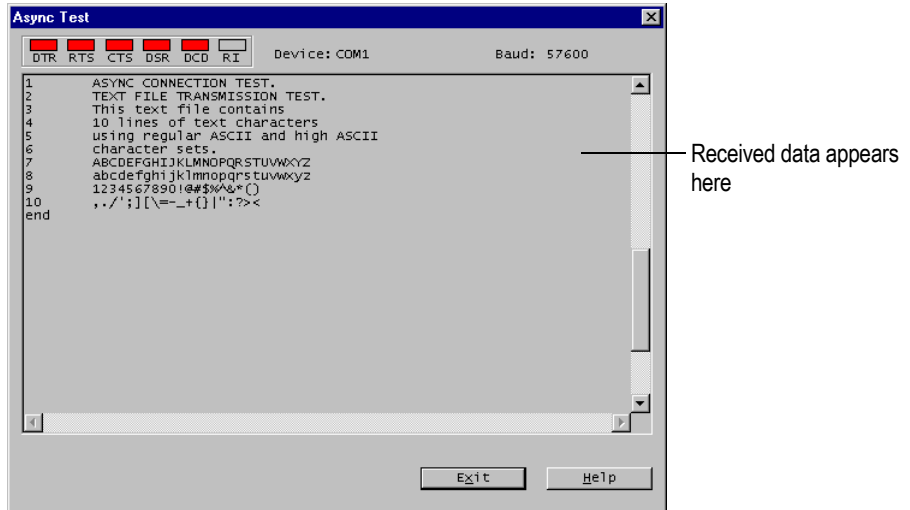 Async Test
DTR RTS CTS DSR DCD RI Device: COM1 Baud: 57600
1 ASYNC CONNECTION TEST.
2 TEXT FILE TRANSMISSION TEST.
3 This text file contains
4 10 lines of text characters
5 using regular ASCII and high ASCII
6 character sets.
7 ABCDEFGHIJKLMNOPQRSTUVWXYZ
8 abcdefghijklmnopqrstuvwxyz
9 1234567890!@#$%^&*()
10 ,./';][\=-_+{}|":?><
end
Received data appears
here
Exit Help